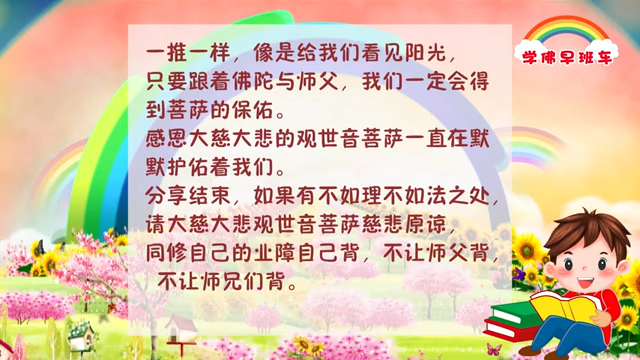 一推一样，像是给我们看见阳光，
只要跟着佛陀与师父，我们一定会得
到菩萨的保佑。
感恩大慈大悲的观世音菩萨一直在默
默护佑着我们。
分享结束，如果有不如理不如法之处，
请大慈大悲观世音菩萨慈悲原谅，
同修自己的业障自己背，不让师父背，
不让师兄们背。
学佛早班车